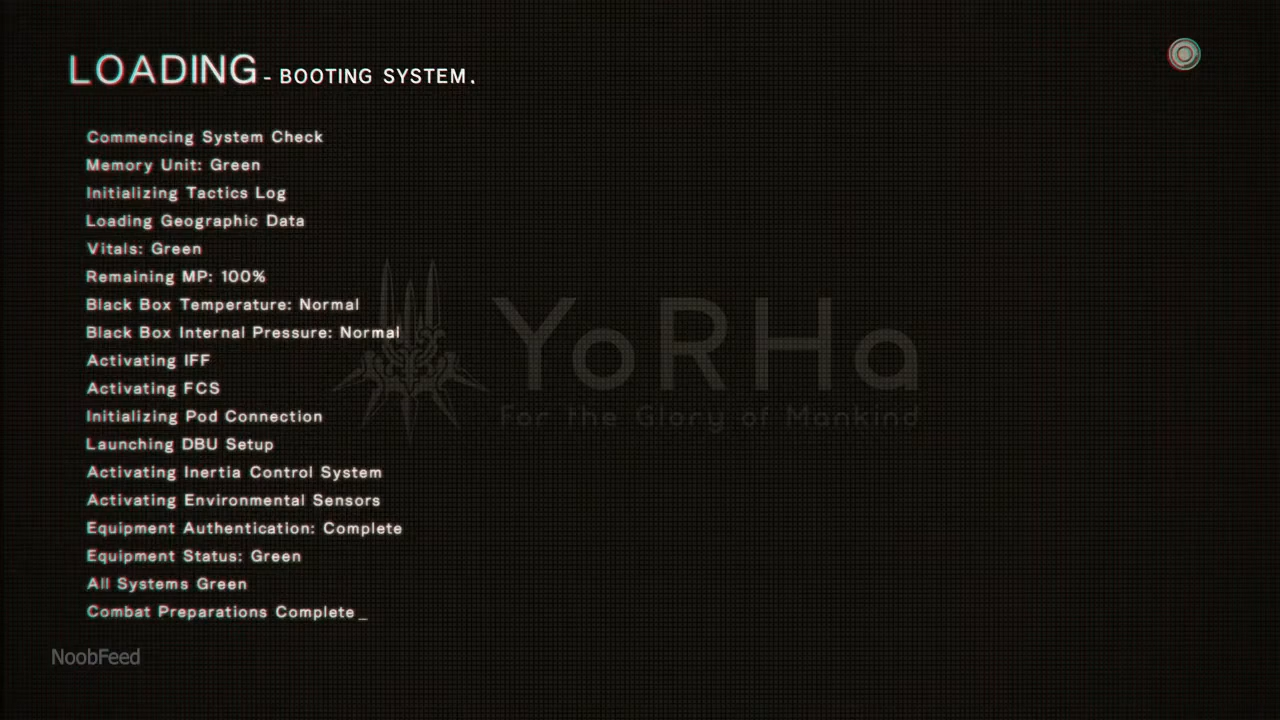 LOADING - BOOTING SYSTEM.
Commencing System Check
Memory Unit: Green
Initializing Tactics Log
Loading Geographic Data
Vitals: Green
Remaining MP: 100%
Black Box Temperature: Normal
Black Box Internal Pressure: Normal
Activating IFF
Activating FCS
Initializing Pod Connection
Launching DBU Setup
Activating Inertia Control System
Activating Environmental Sensors
Equipment Authentication: Complete
Equipment Status: Green
All Systems Green
Combat Preparations Complete_
YoRHa
For the Glory of Mankind
NoobFeed